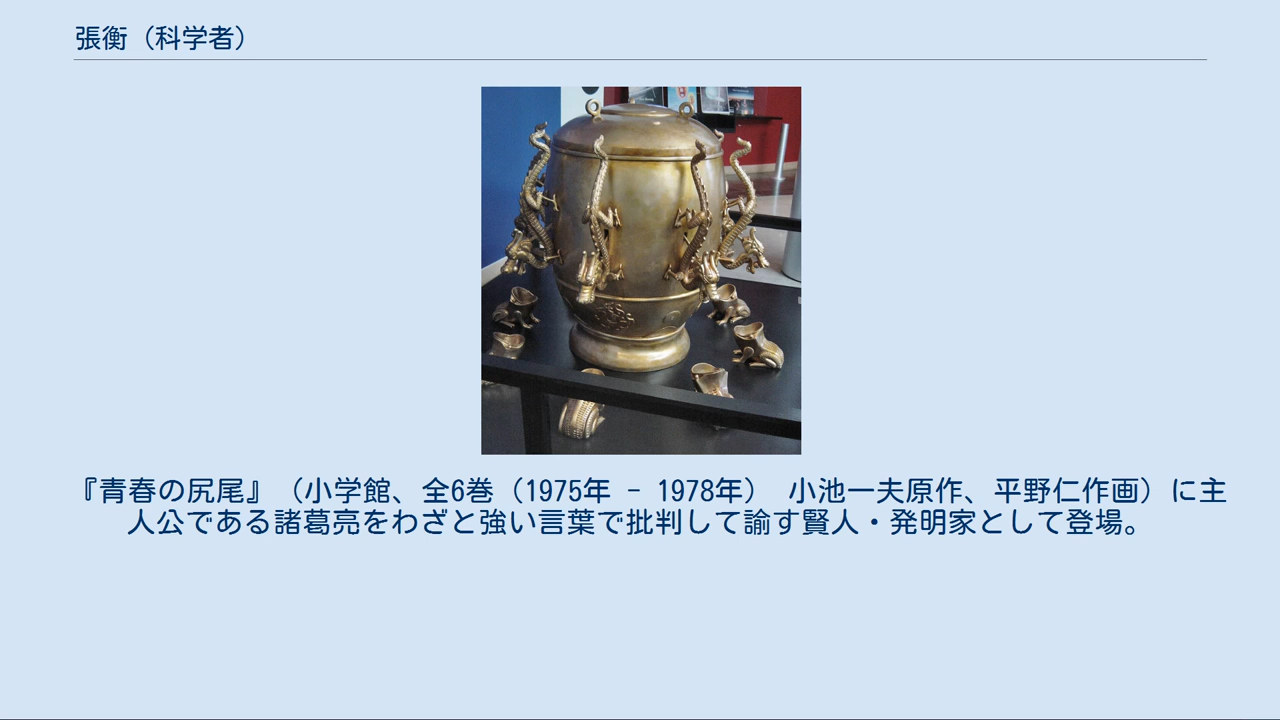 張衡（科学者）
『青春の尻尾』（小学館、全6巻（1975年 - 1978年） 小池一夫原作、平野仁作画）に主
人公である諸葛亮をわざと強い言葉で批判して諭す賢人・発明家として登場。